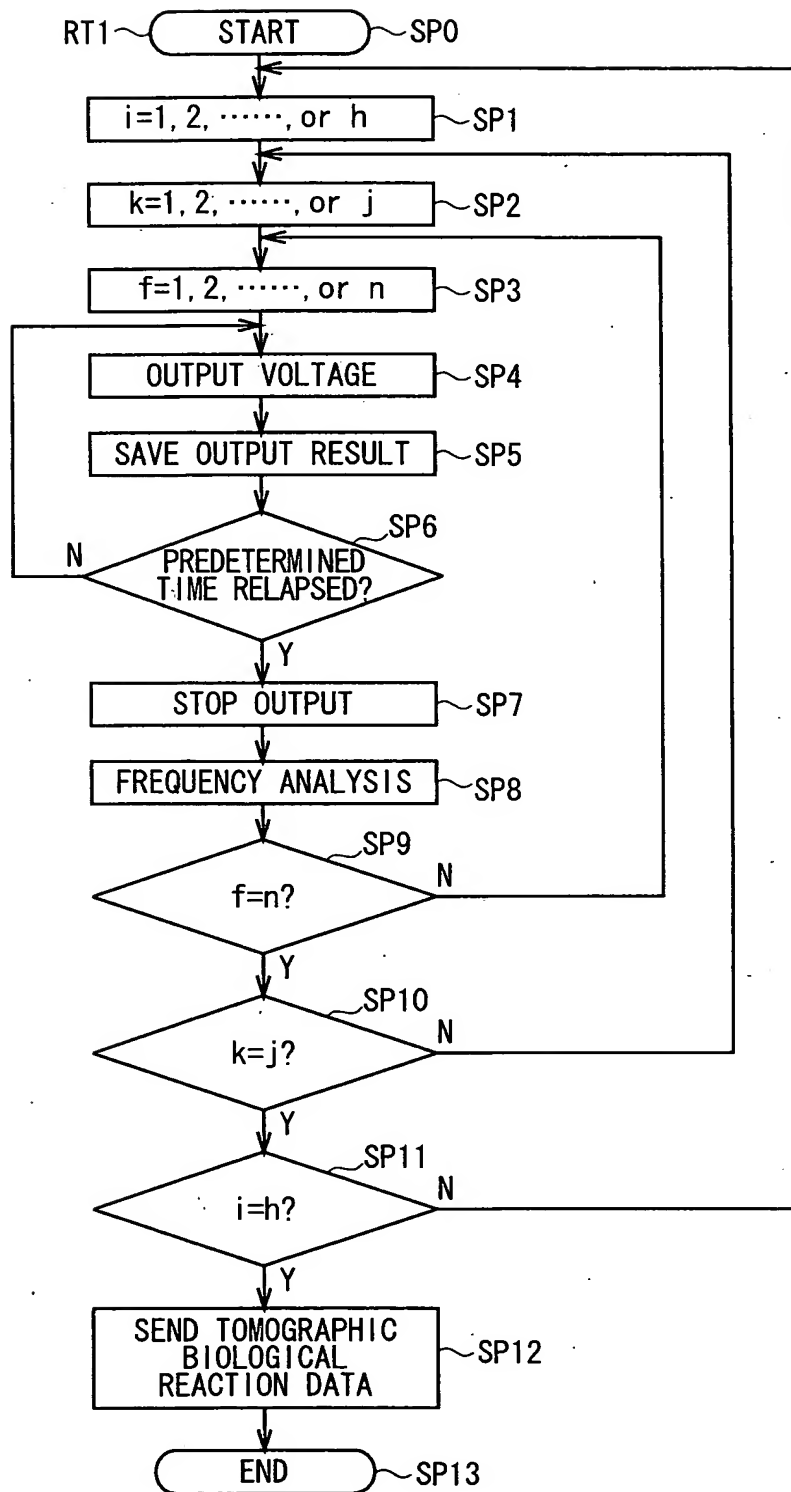 RT1 START SP0
i=1, 2, ······, or h SP1
k=1, 2, ······, or j SP2
f=1, 2, ······, or n SP3
OUTPUT VOLTAGE SP4
SAVE OUTPUT RESULT SP5
SP6
N
PREDETERMINED
TIME RELAPSED?
Y
STOP OUTPUT SP7
FREQUENCY ANALYSIS SP8
SP9
N
f=n?
Y
SP10
N
k=j?
Y
SP11
N
i=h?
Y
SEND TOMOGRAPHIC
BIOLOGICAL SP12
REACTION DATA
END SP13